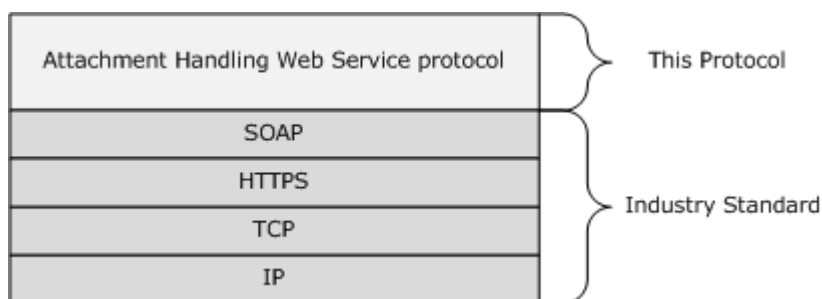 Attachment Handling Web Service protocol
This Protocol
SOAP
HTTPS
Industry Standard
TCP
IP